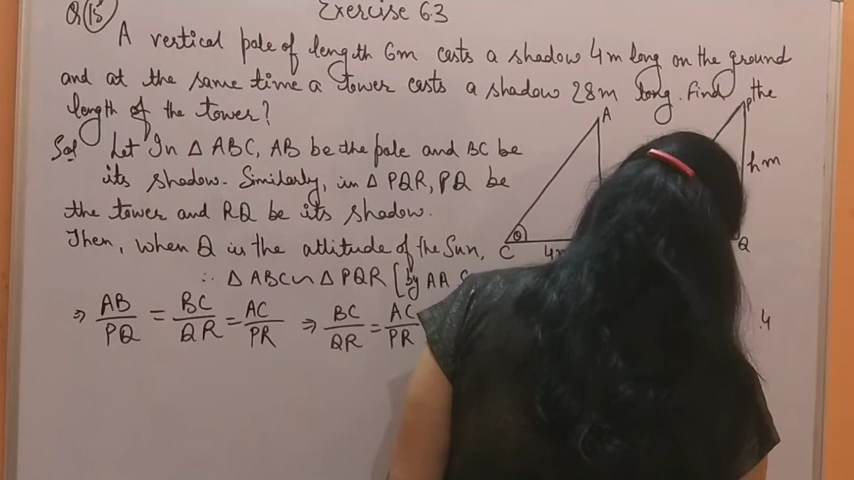 Q(15) Exercise 6.3
A vertical pole of length 6m casts a shadow 4m long on the ground
and at the same time a tower casts a shadow 28m long. Find the
length of the tower?
Sol Let In △ ABC, AB be the pole and BC be
its shadow. Similarly, in △ PQR, PQ be
the tower and RQ be its shadow.
Then, when θ is the altitude of the Sun,
∴ △ ABC ~ △ PQR [by AA
⇒ AB/PQ = BC/QR = AC/PR ⇒ BC/QR = AC/PR
A
C
θ
4m
P
hm
Q